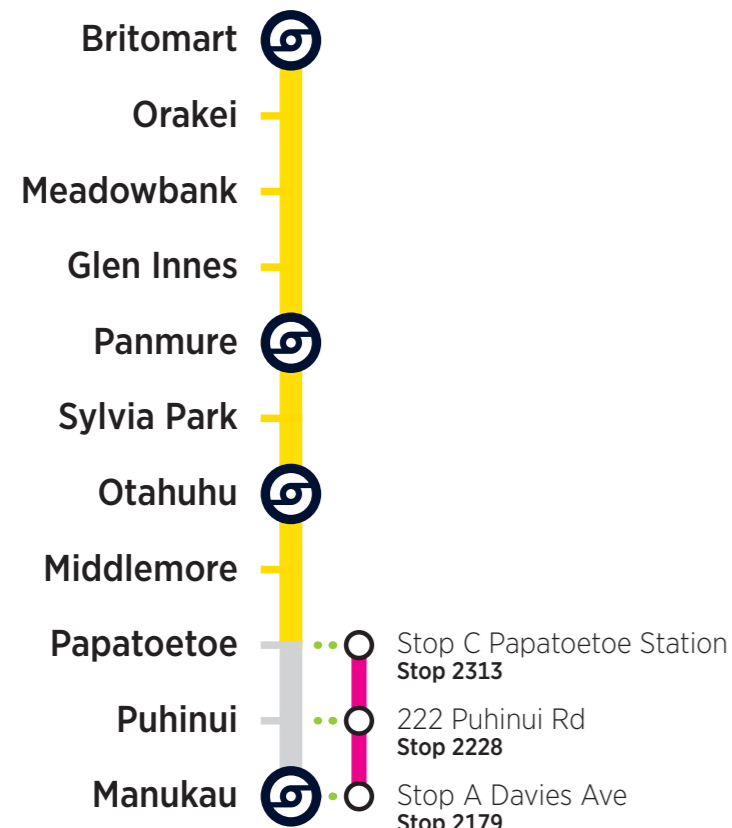 Britomart
Orakei
Meadowbank
Glen Innes
Panmure
Sylvia Park
Otahuhu
Middlemore
Papatoetoe
Stop C Papatoetoe Station
Stop 2313
Puhinui
222 Puhinui Rd
Stop 2228
Manukau
Stop A Davies Ave
Stop 2179